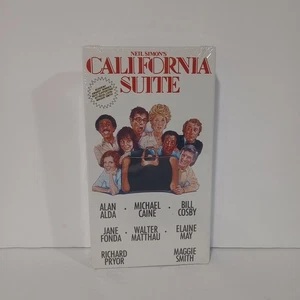 NEIL SIMON'S
CALIFORNIA
SUITE
ALAN ALDA • MICHAEL CAINE • BILL COSBY
JANE FONDA • WALTER MATTHAU • ELAINE MAY
RICHARD PRYOR MAGGIE SMITH